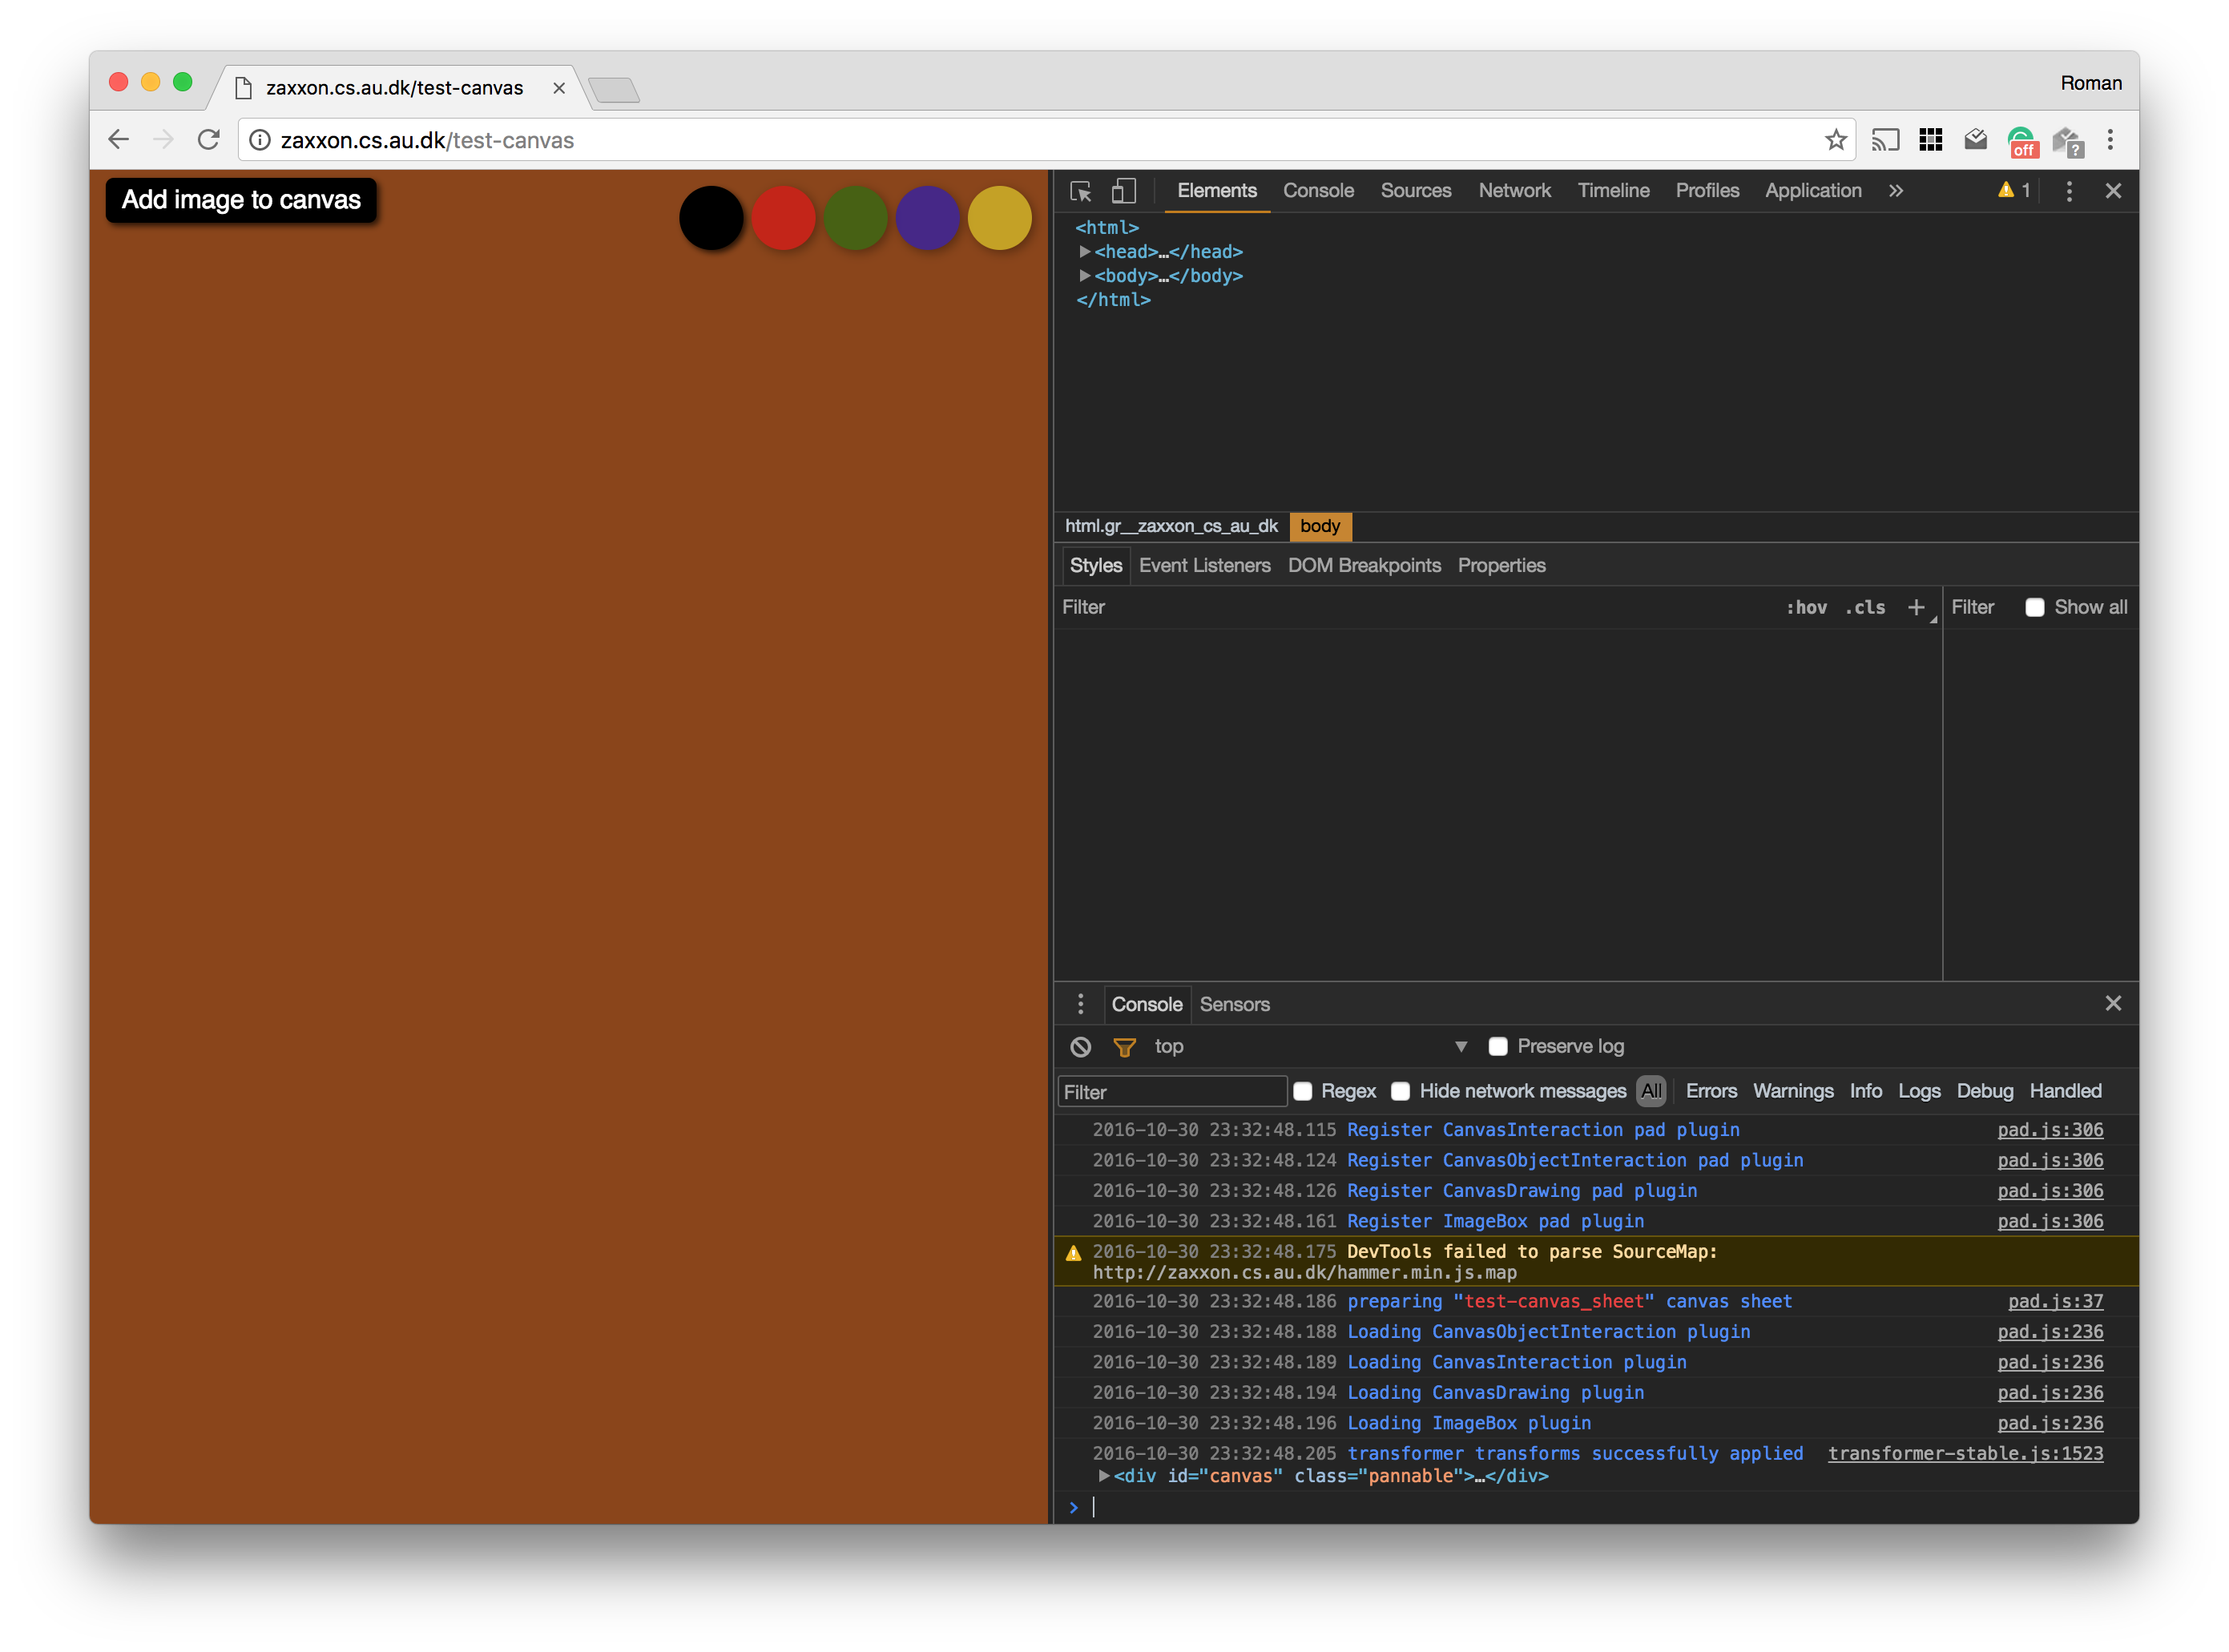 zaxxon.cs.au.dk/test-canvas
Roman
zaxxon.cs.au.dk/test-canvas
off
?
Add image to canvas
Elements Console Sources Network Timeline Profiles Application » 1
<html>
<head>…</head>
<body>…</body>
</html>
html.gr__zaxxon_cs_au_dk body
Styles Event Listeners DOM Breakpoints Properties
Filter :hov .cls + Filter Show all
Console Sensors
top Preserve log
Filter Regex Hide network messages All Errors Warnings Info Logs Debug Handled
2016-10-30 23:32:48.115 Register CanvasInteraction pad plugin pad.js:306
2016-10-30 23:32:48.124 Register CanvasObjectInteraction pad plugin pad.js:306
2016-10-30 23:32:48.126 Register CanvasDrawing pad plugin pad.js:306
2016-10-30 23:32:48.161 Register ImageBox pad plugin pad.js:306
2016-10-30 23:32:48.175 DevTools failed to parse SourceMap:
http://zaxxon.cs.au.dk/hammer.min.js.map
2016-10-30 23:32:48.186 preparing "test-canvas_sheet" canvas sheet pad.js:37
2016-10-30 23:32:48.188 Loading CanvasObjectInteraction plugin pad.js:236
2016-10-30 23:32:48.189 Loading CanvasInteraction plugin pad.js:236
2016-10-30 23:32:48.194 Loading CanvasDrawing plugin pad.js:236
2016-10-30 23:32:48.196 Loading ImageBox plugin pad.js:236
2016-10-30 23:32:48.205 transformer transforms successfully applied transformer-stable.js:1523
<div id="canvas" class="pannable">…</div>
>